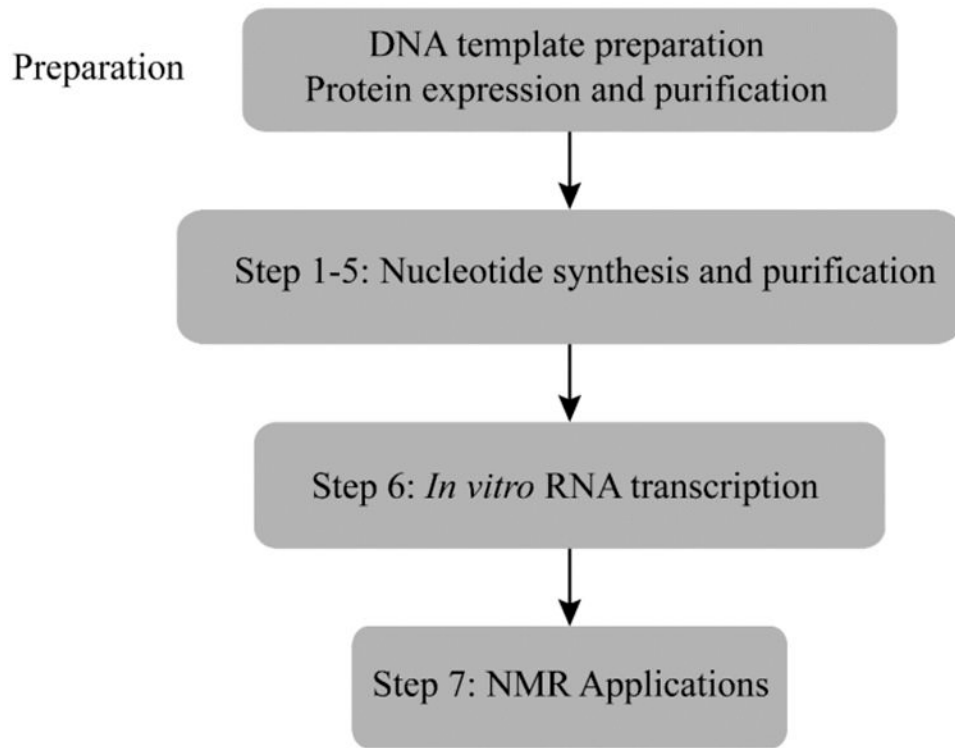 Preparation
DNA template preparation
Protein expression and purification
Step 1-5: Nucleotide synthesis and purification
Step 6: In vitro RNA transcription
Step 7: NMR Applications